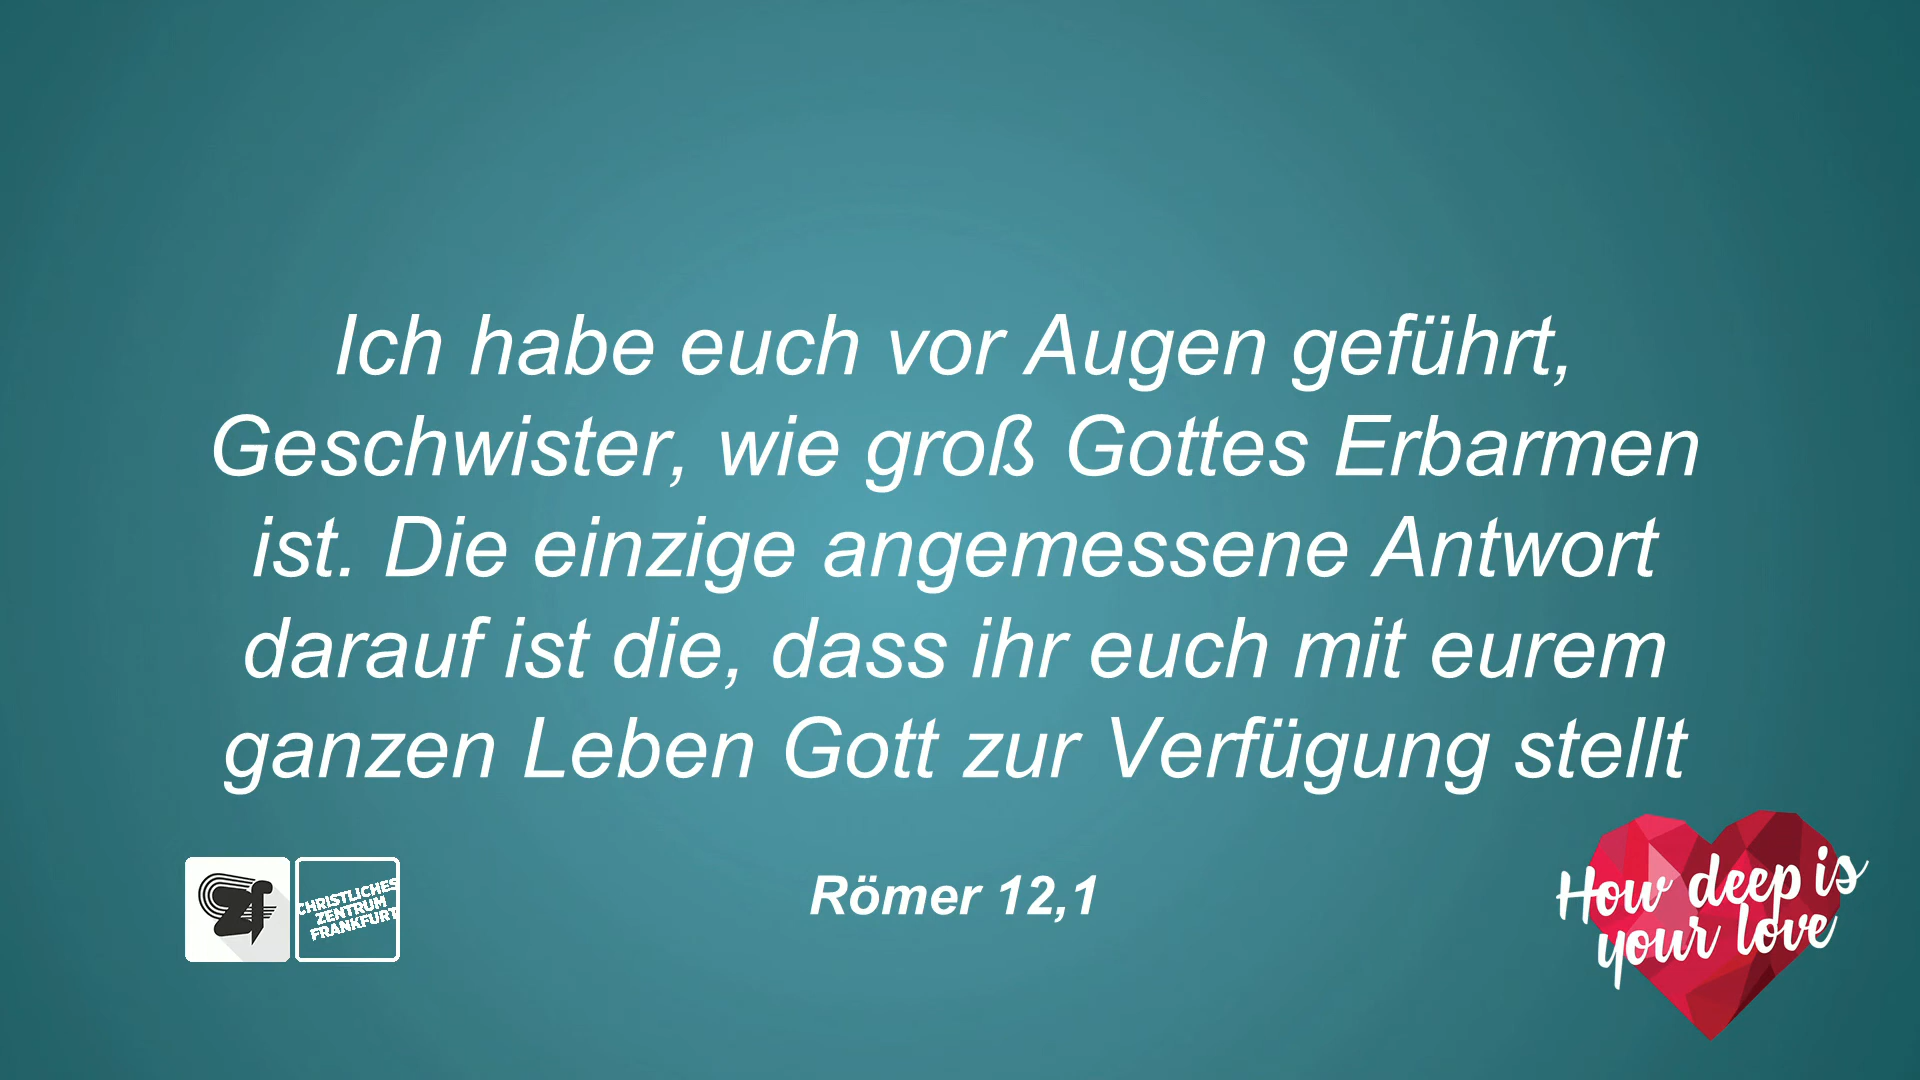 Ich habe euch vor Augen geführt,
Geschwister, wie groß Gottes Erbarmen
ist. Die einzige angemessene Antwort
darauf ist die, dass ihr euch mit eurem
ganzen Leben Gott zur Verfügung stellt
Römer 12,1
czf
CHRISTLICHES
ZENTRUM
FRANKFURT
How deep is
your love